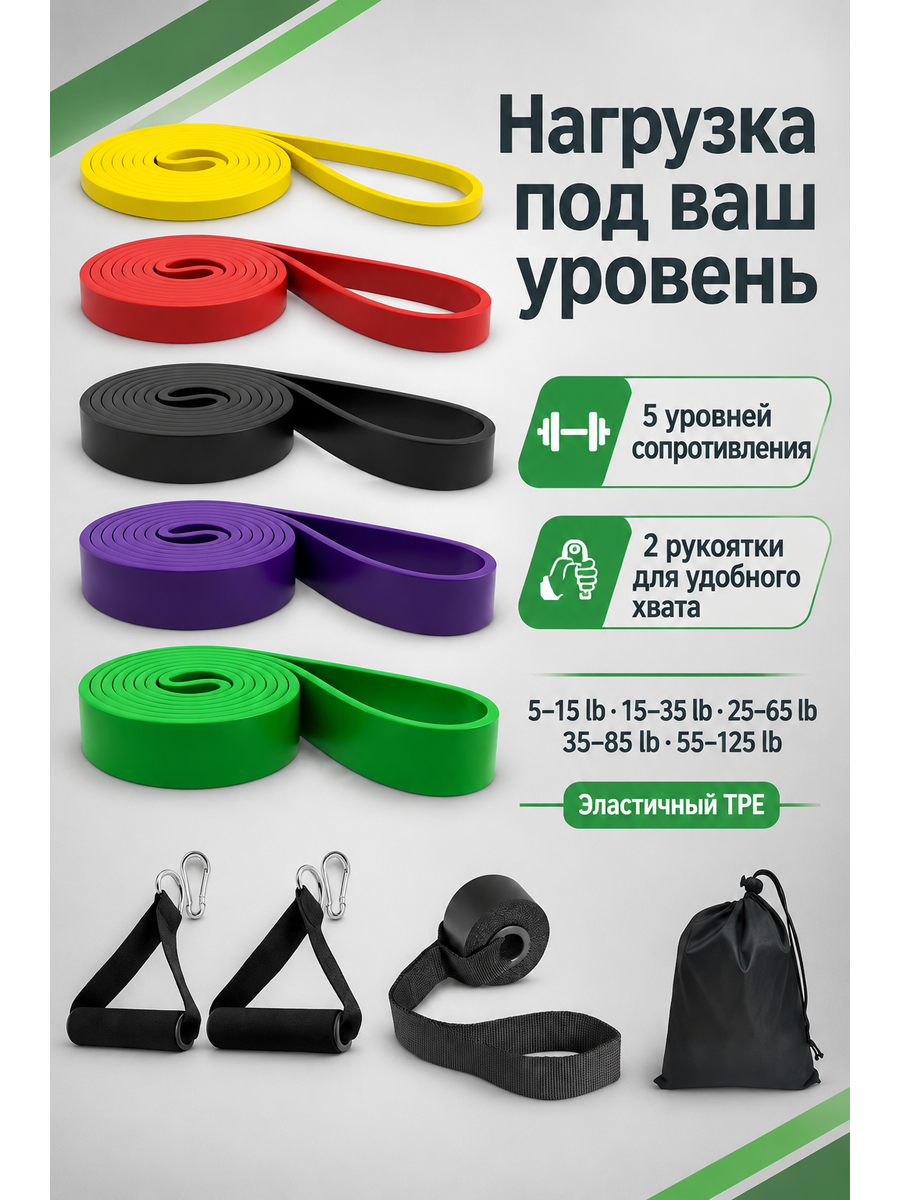 Нагрузка
под ваш
уровень
5 уровней
сопротивления
2 рукоятки
для удобного
хвата
5–15 lb · 15–35 lb · 25–65 lb
35–85 lb · 55–125 lb
Эластичный TPE